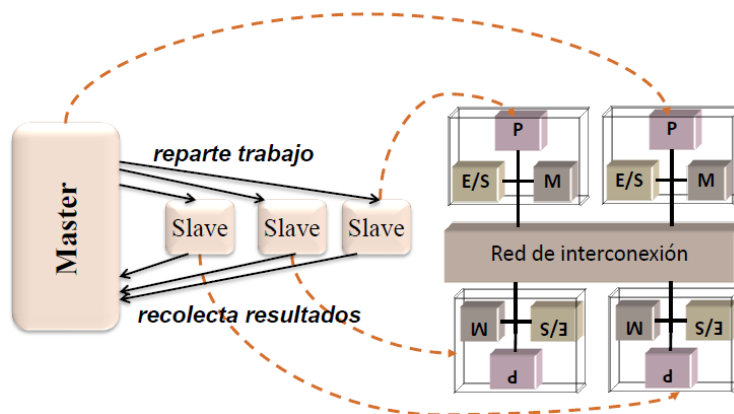 Master
reparte trabajo
Slave
Slave
Slave
recolecta resultados
P
E/S
M
P
E/S
M
Red de interconexión
M
E/S
P
M
E/S
P